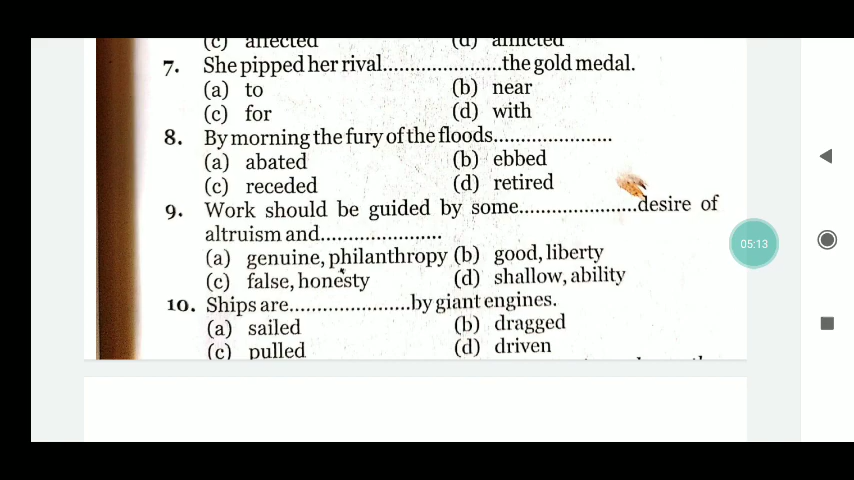 (c) affected (d) afflicted
7. She pipped her rival.....................the gold medal.
(a) to (b) near
(c) for (d) with
8. By morning the fury of the floods.....................
(a) abated (b) ebbed
(c) receded (d) retired
9. Work should be guided by some.....................desire of
altruism and.....................
(a) genuine, philanthropy (b) good, liberty
(c) false, honesty (d) shallow, ability
10. Ships are.....................by giant engines.
(a) sailed (b) dragged
(c) pulled (d) driven
05:13